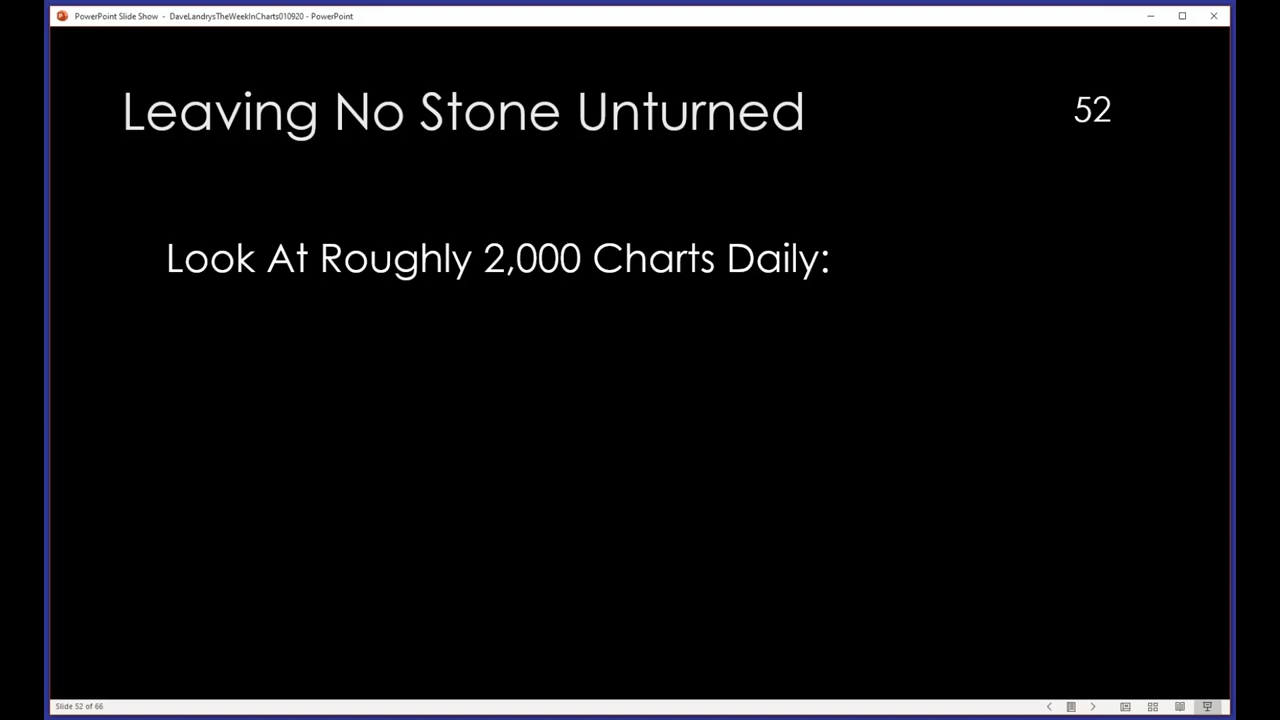 PowerPoint Slide Show - DaveLandrysTheWeekInCharts010920 - PowerPoint
Leaving No Stone Unturned
52
Look At Roughly 2,000 Charts Daily:
Slide 52 of 66